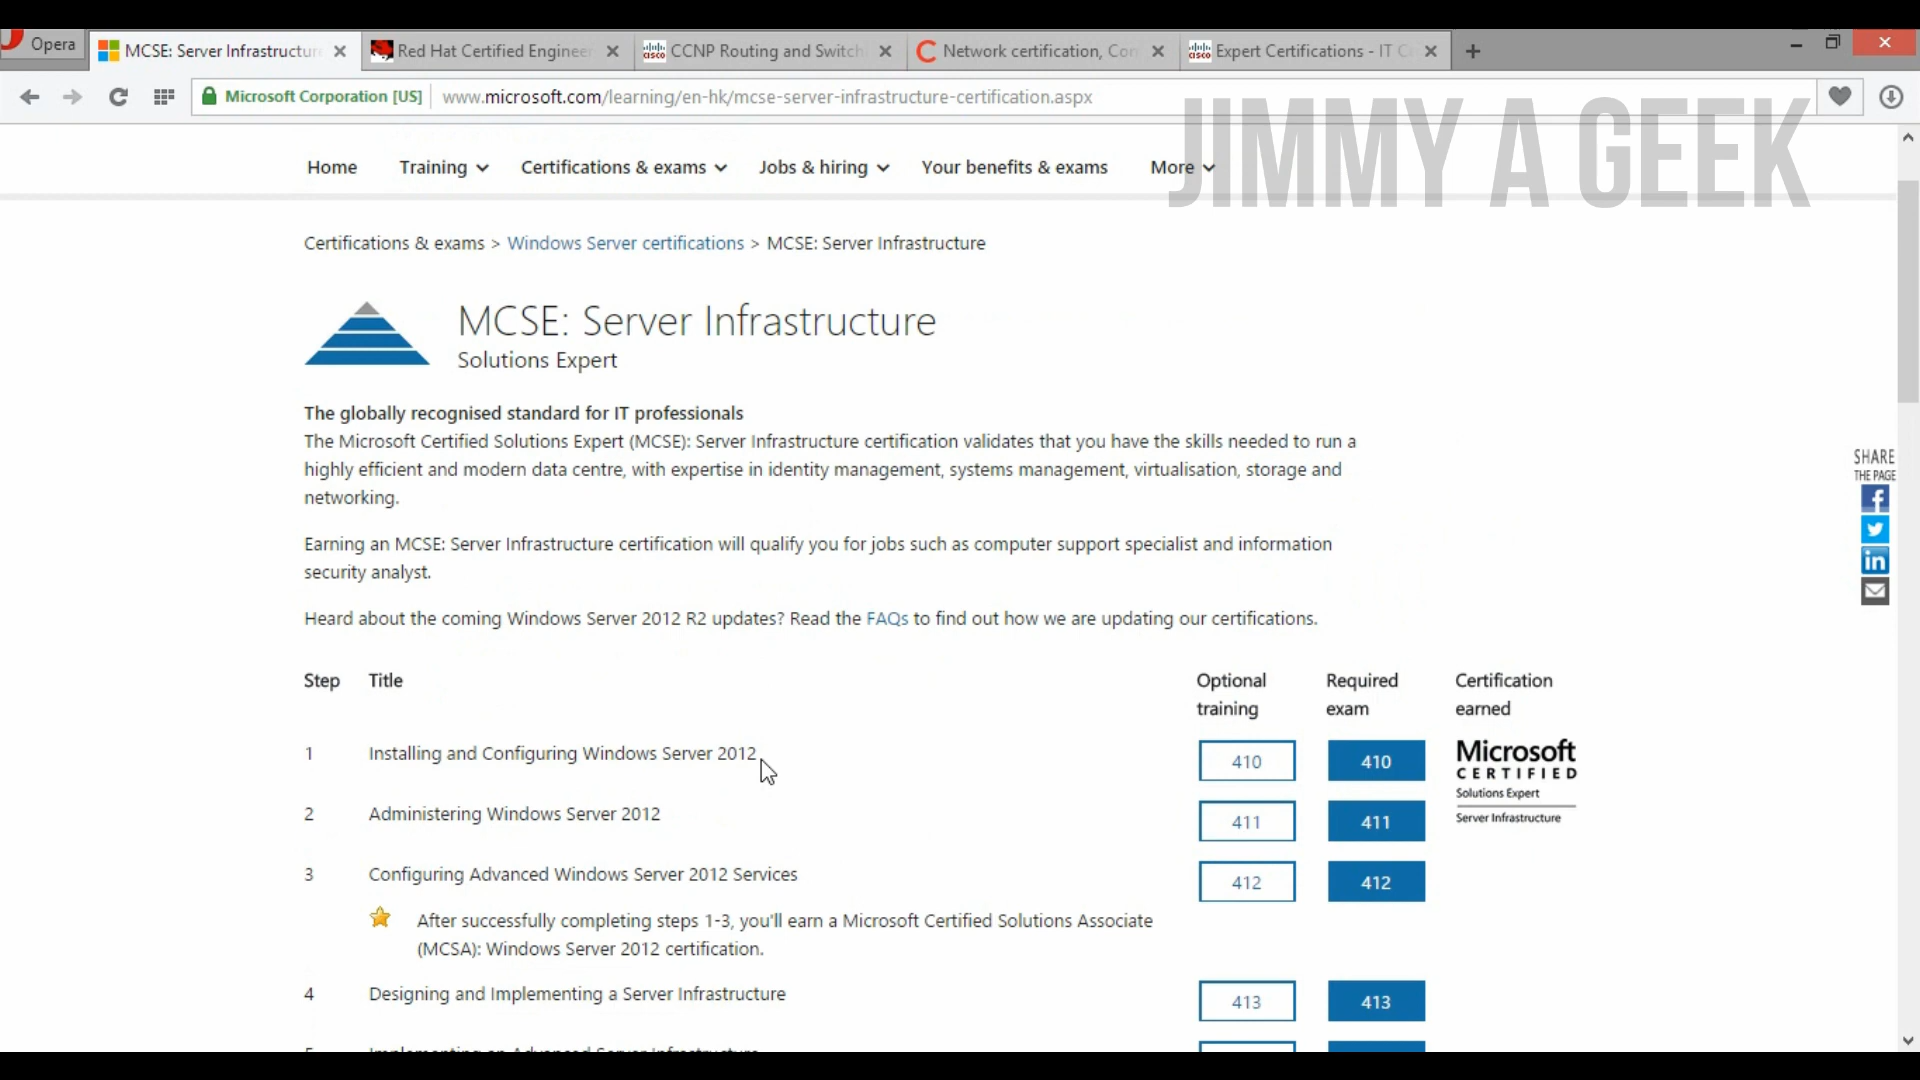 Opera
MCSE: Server Infrastructure
Red Hat Certified Engineer
CCNP Routing and Switch
Network certification, Con
Expert Certifications - IT C
Microsoft Corporation [US]
www.microsoft.com/learning/en-hk/mcse-server-infrastructure-certification.aspx
JIMMY A GEEK
Home
Training
Certifications & exams
Jobs & hiring
Your benefits & exams
More
Certifications & exams > Windows Server certifications > MCSE: Server Infrastructure
MCSE: Server Infrastructure
Solutions Expert
The globally recognised standard for IT professionals
The Microsoft Certified Solutions Expert (MCSE): Server Infrastructure certification validates that you have the skills needed to run a
highly efficient and modern data centre, with expertise in identity management, systems management, virtualisation, storage and
networking.
SHARE
THE PAGE
Earning an MCSE: Server Infrastructure certification will qualify you for jobs such as computer support specialist and information
security analyst.
Heard about the coming Windows Server 2012 R2 updates? Read the FAQs to find out how we are updating our certifications.
Step Title Optional Required Certification
training exam earned
1 Installing and Configuring Windows Server 2012 410 410
Microsoft
CERTIFIED
Solutions Expert
Server Infrastructure
2 Administering Windows Server 2012 411 411
3 Configuring Advanced Windows Server 2012 Services 412 412
After successfully completing steps 1-3, you'll earn a Microsoft Certified Solutions Associate
(MCSA): Windows Server 2012 certification.
4 Designing and Implementing a Server Infrastructure 413 413